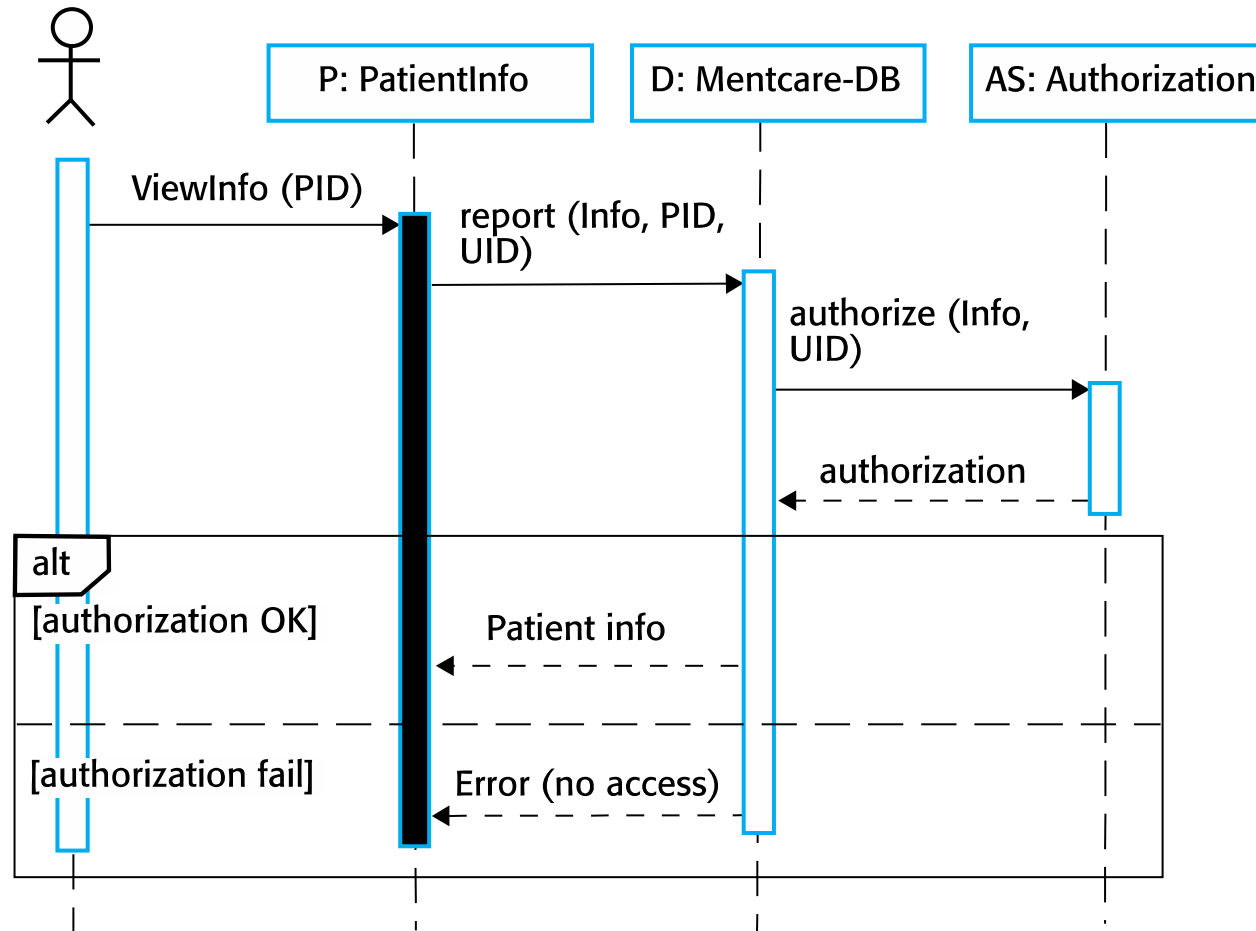 P: PatientInfo
D: Mentcare-DB
AS: Authorization
ViewInfo (PID)
report (Info, PID,
UID)
authorize (Info,
UID)
authorization
alt
[authorization OK]
Patient info
[authorization fail]
Error (no access)